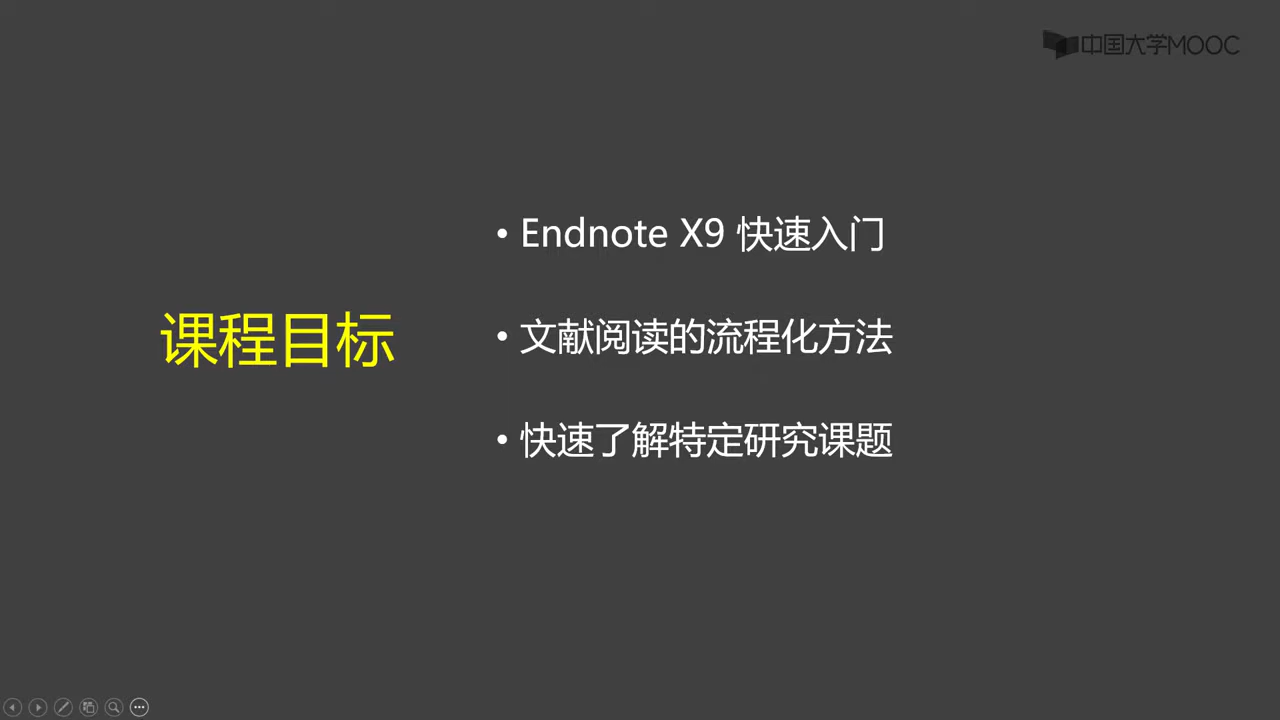 中国大学MOOC
课程目标
• Endnote X9 快速入门
• 文献阅读的流程化方法
• 快速了解特定研究课题